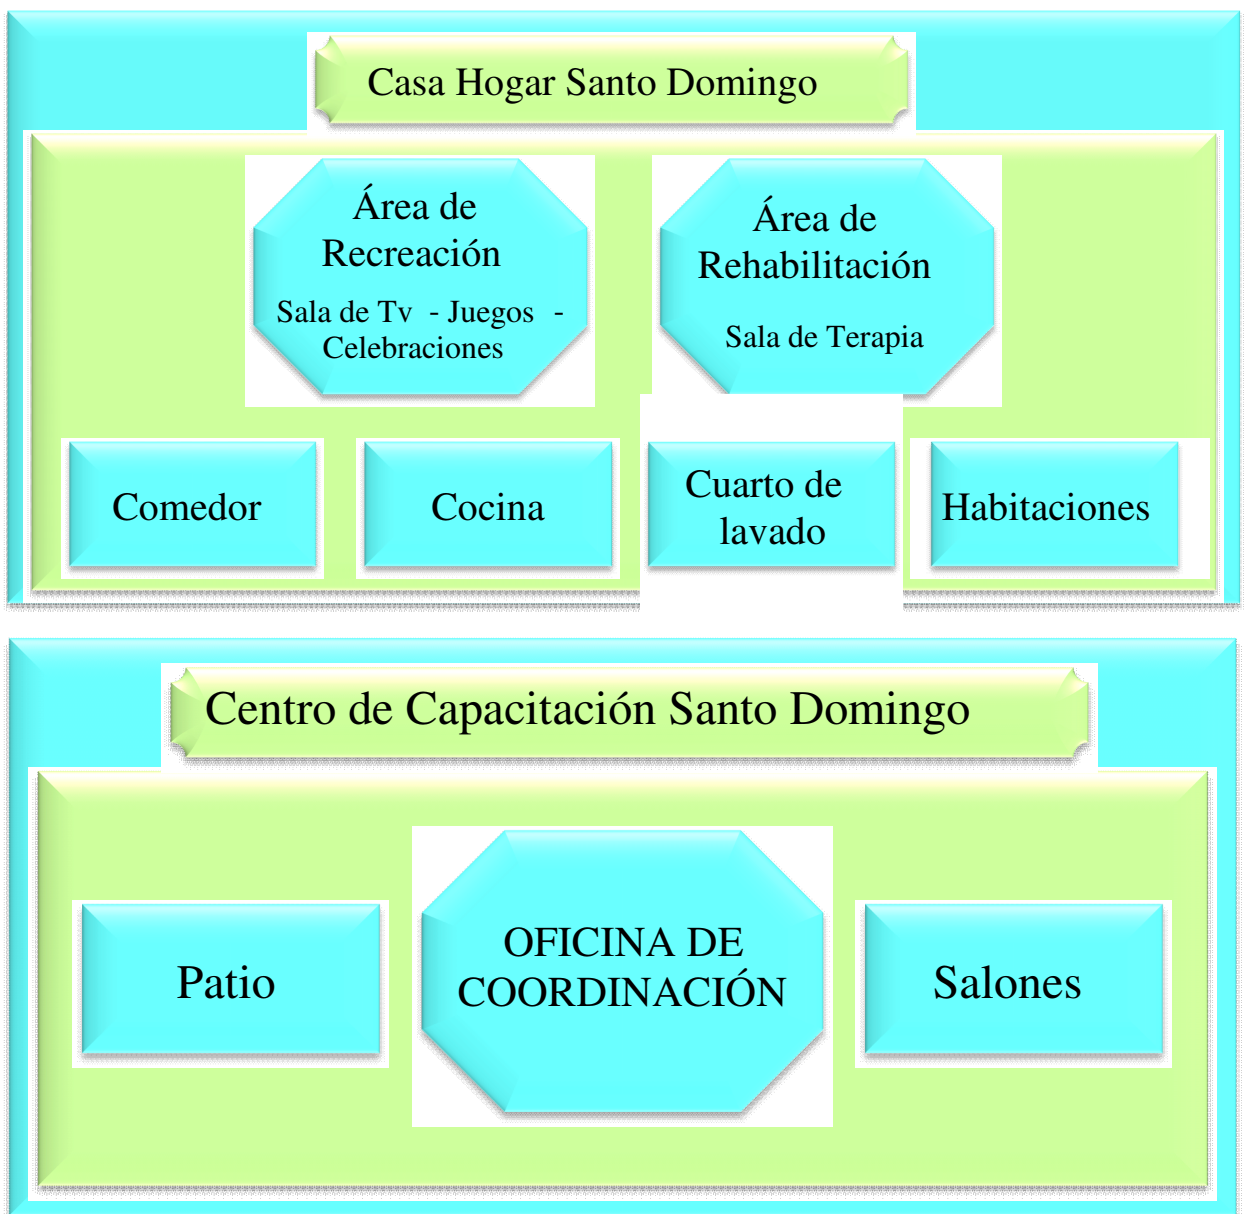 Casa Hogar Santo Domingo
Área de
Recreación
Sala de Tv - Juegos -
Celebraciones
Área de
Rehabilitación
Sala de Terapia
Comedor
Cocina
Cuarto de
lavado
Habitaciones
Centro de Capacitación Santo Domingo
Patio
OFICINA DE
COORDINACIÓN
Salones